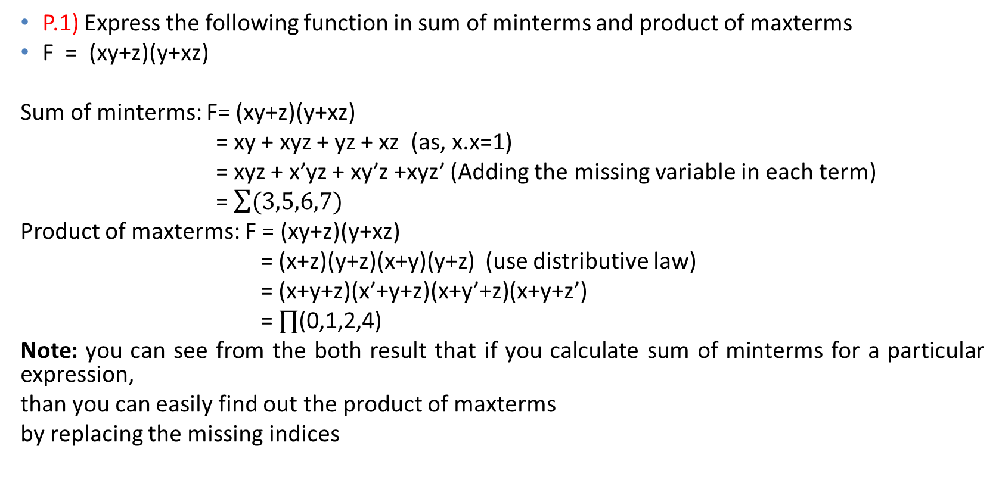 • P.1) Express the following function in sum of minterms and product of maxterms
• F = (xy+z)(y+xz)
Sum of minterms: F= (xy+z)(y+xz)
= xy + xyz + yz + xz (as, x.x=1)
= xyz + x’yz + xy’z +xyz’ (Adding the missing variable in each term)
= ∑(3,5,6,7)
Product of maxterms: F = (xy+z)(y+xz)
= (x+z)(y+z)(x+y)(y+z) (use distributive law)
= (x+y+z)(x’+y+z)(x+y’+z)(x+y+z’)
= ∏(0,1,2,4)
Note: you can see from the both result that if you calculate sum of minterms for a particular
expression,
than you can easily find out the product of maxterms
by replacing the missing indices